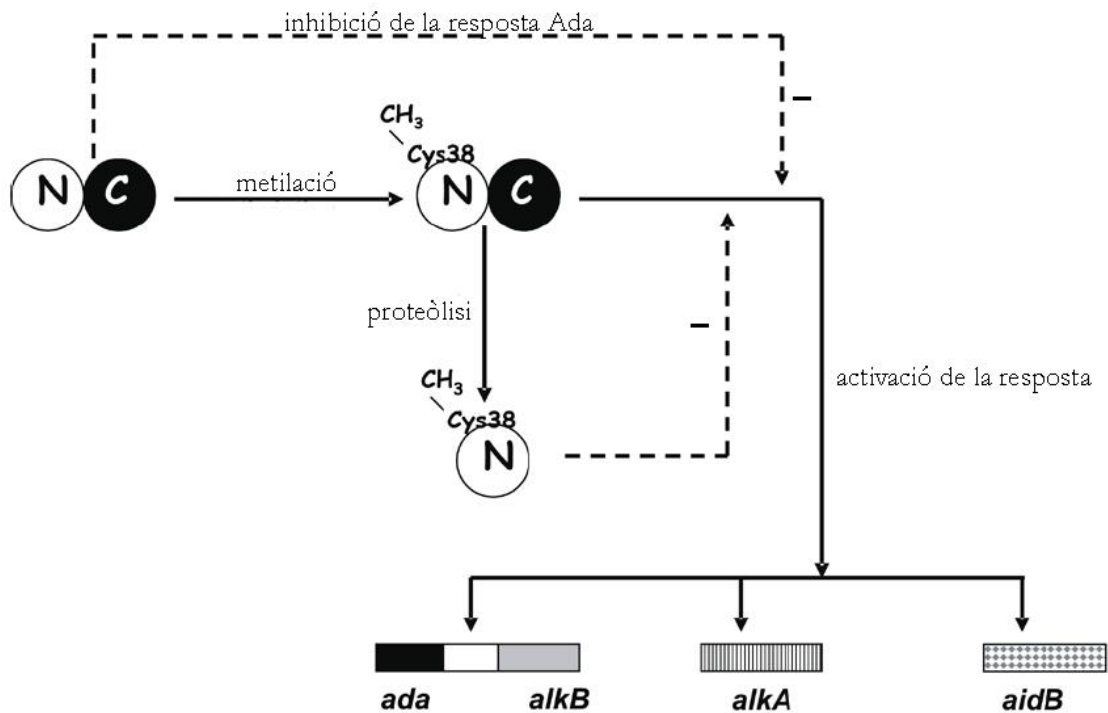 inhibició de la resposta Ada
–
CH3
Cys38
N C
metilació
N C
proteòlisi
–
CH3
Cys38
N
activació de la resposta
ada alkB alkA aidB